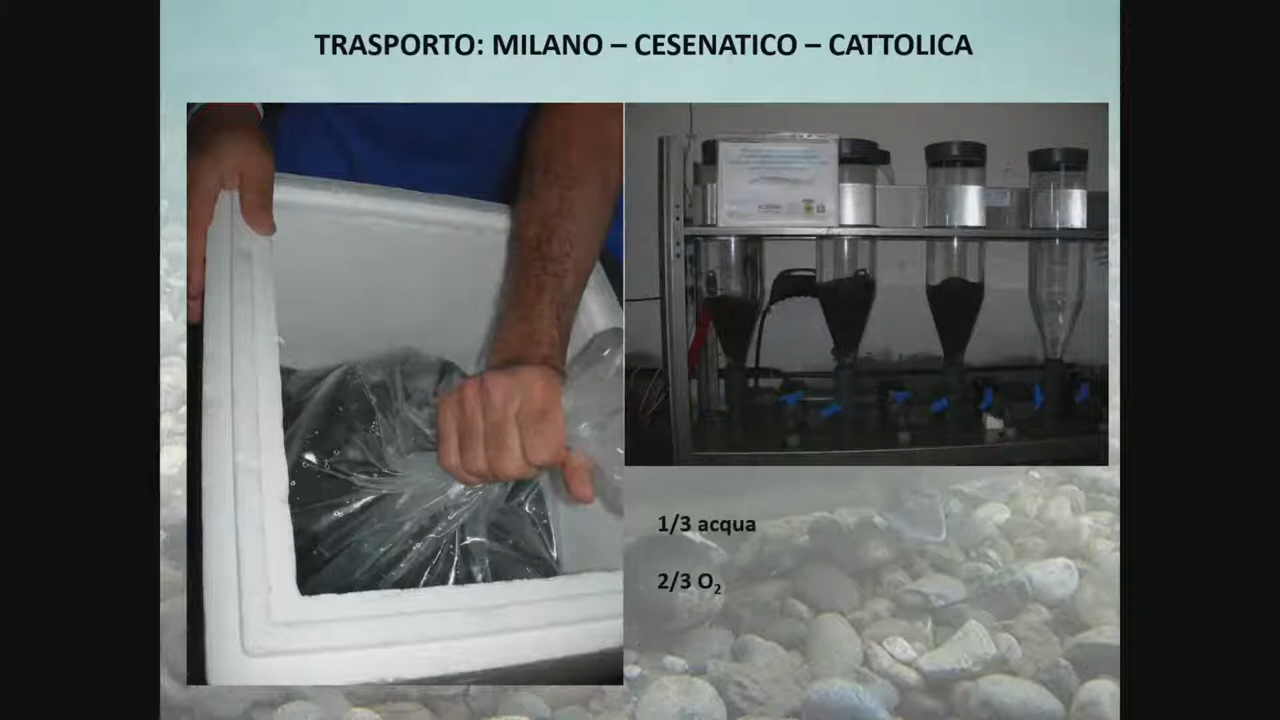 TRASPORTO: MILANO – CESENATICO – CATTOLICA
1/3 acqua
2/3 O₂